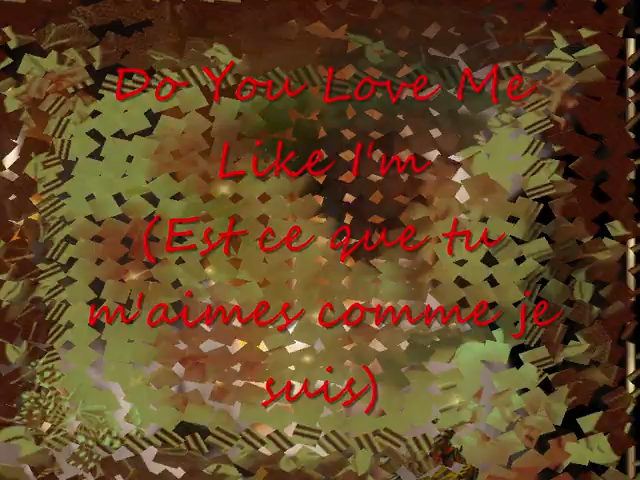 Do You Love Me
Like I'm
(Est ce que tu
m'aimes comme je
suis)